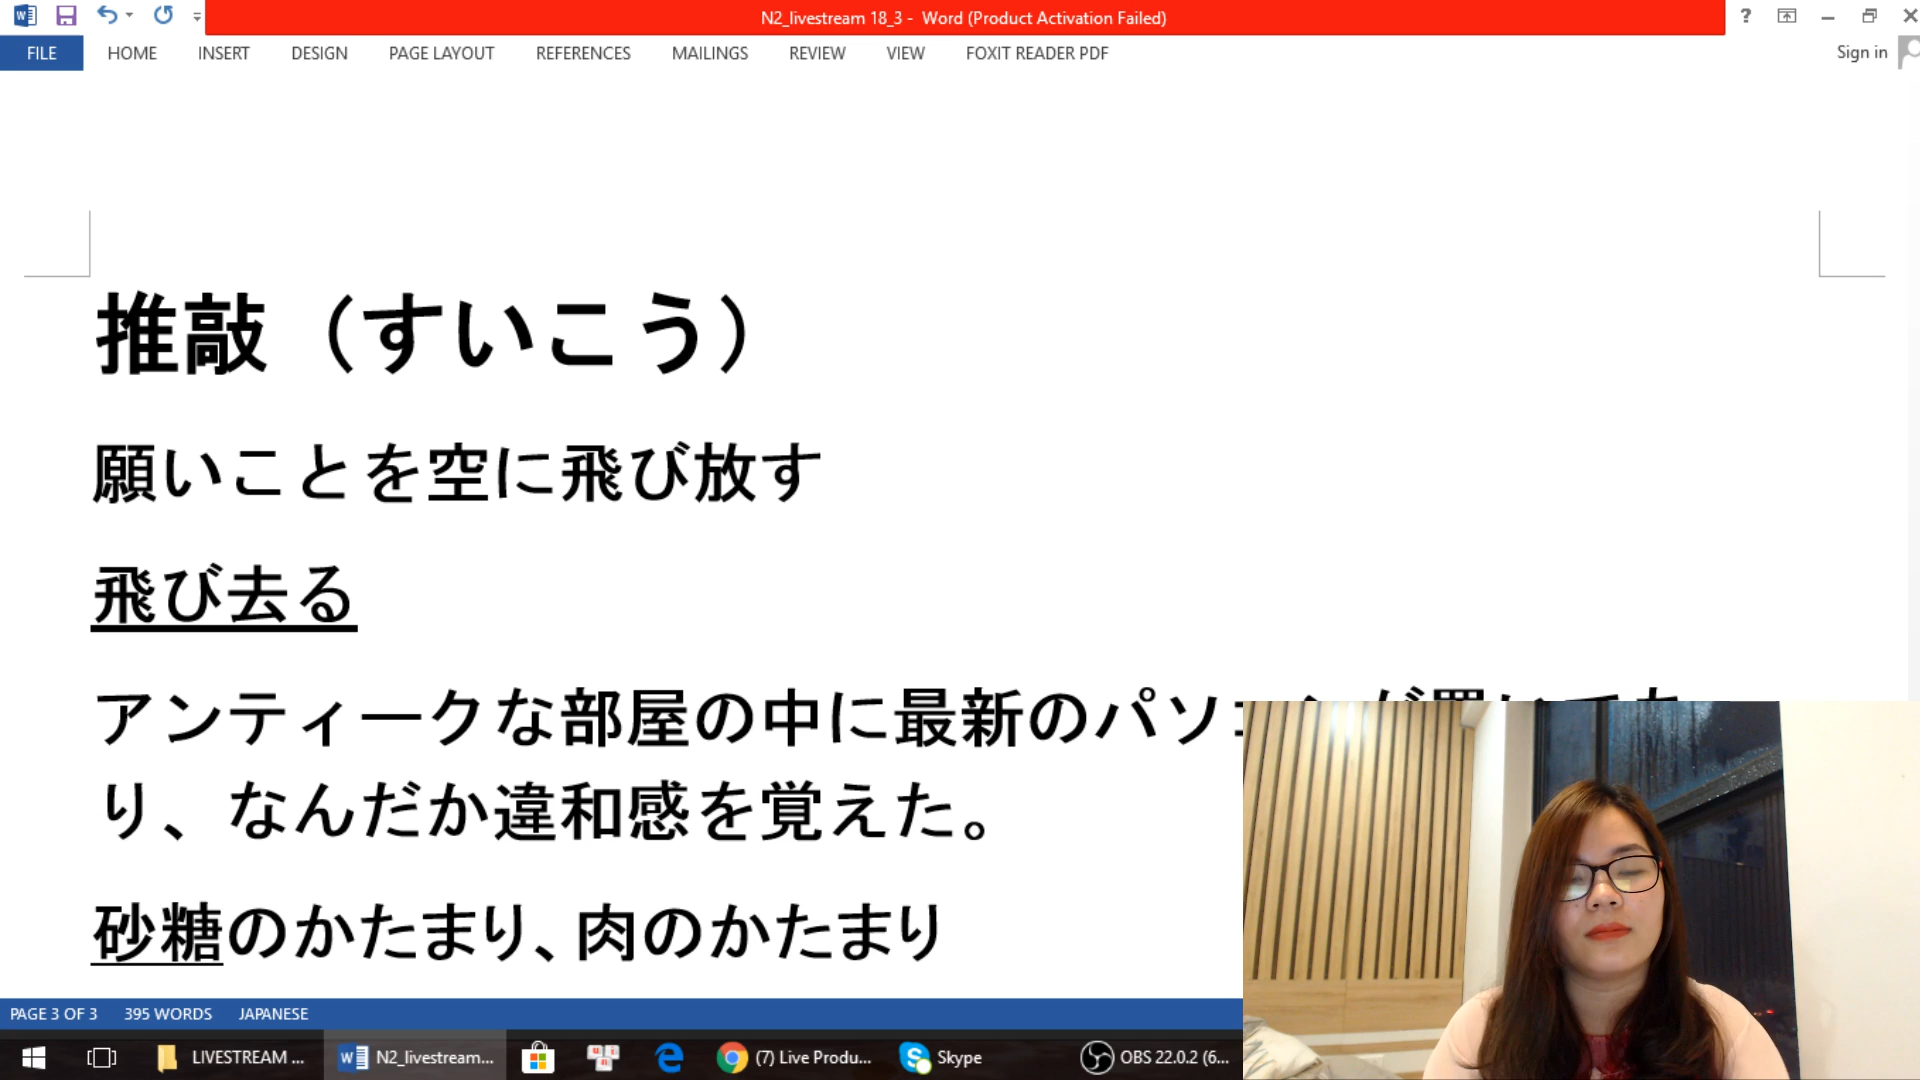 N2_livestream 18_3 - Word (Product Activation Failed)
?
FILE HOME INSERT DESIGN PAGE LAYOUT REFERENCES MAILINGS REVIEW VIEW FOXIT READER PDF
Sign in
推敲（すいこう）
願いことを空に飛び放す
飛び去る
アンティークな部屋の中に最新のパソ
り、なんだか違和感を覚えた。
砂糖のかたまり、肉のかたまり
PAGE 3 OF 3 395 WORDS JAPANESE
LIVESTREAM ... N2_livestream... (7) Live Produ... Skype OBS 22.0.2 (6...